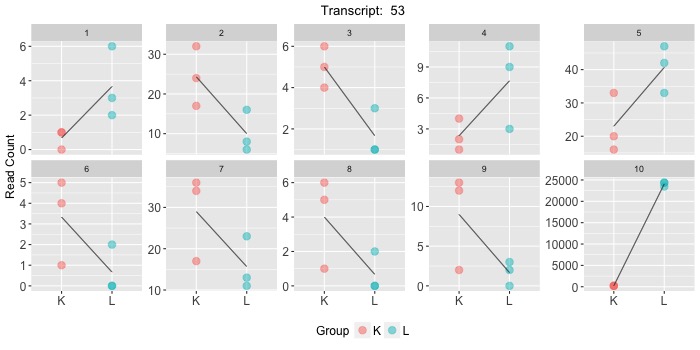 Transcript: 53
1 2 3 4 5
6 4 2 0
30 20 10
6 4 2
9 6 3
40 30 20
Read Count
6 7 8 9 10
5 4 3 2 1 0
30 20 10
6 4 2 0
10 5 0
25000 20000 15000 10000 5000 0
K L K L K L K L K L
Group K L